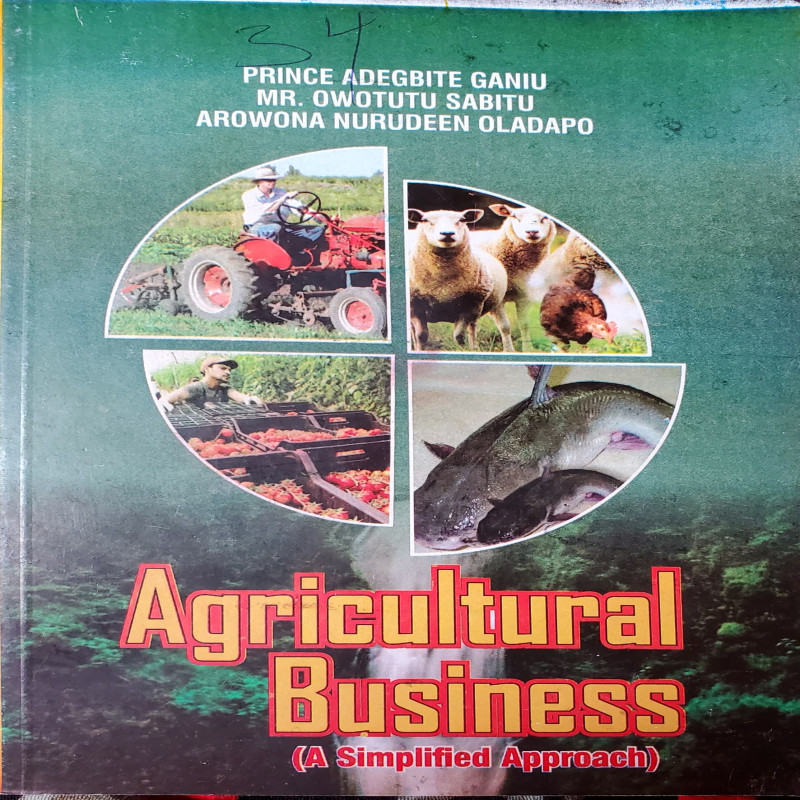 34
PRINCE ADEGBITE GANIU
MR. OWOTUTU SABITU
AROWONA NURUDEEN OLADAPO
Agricultural
Business
(A Simplified Approach)